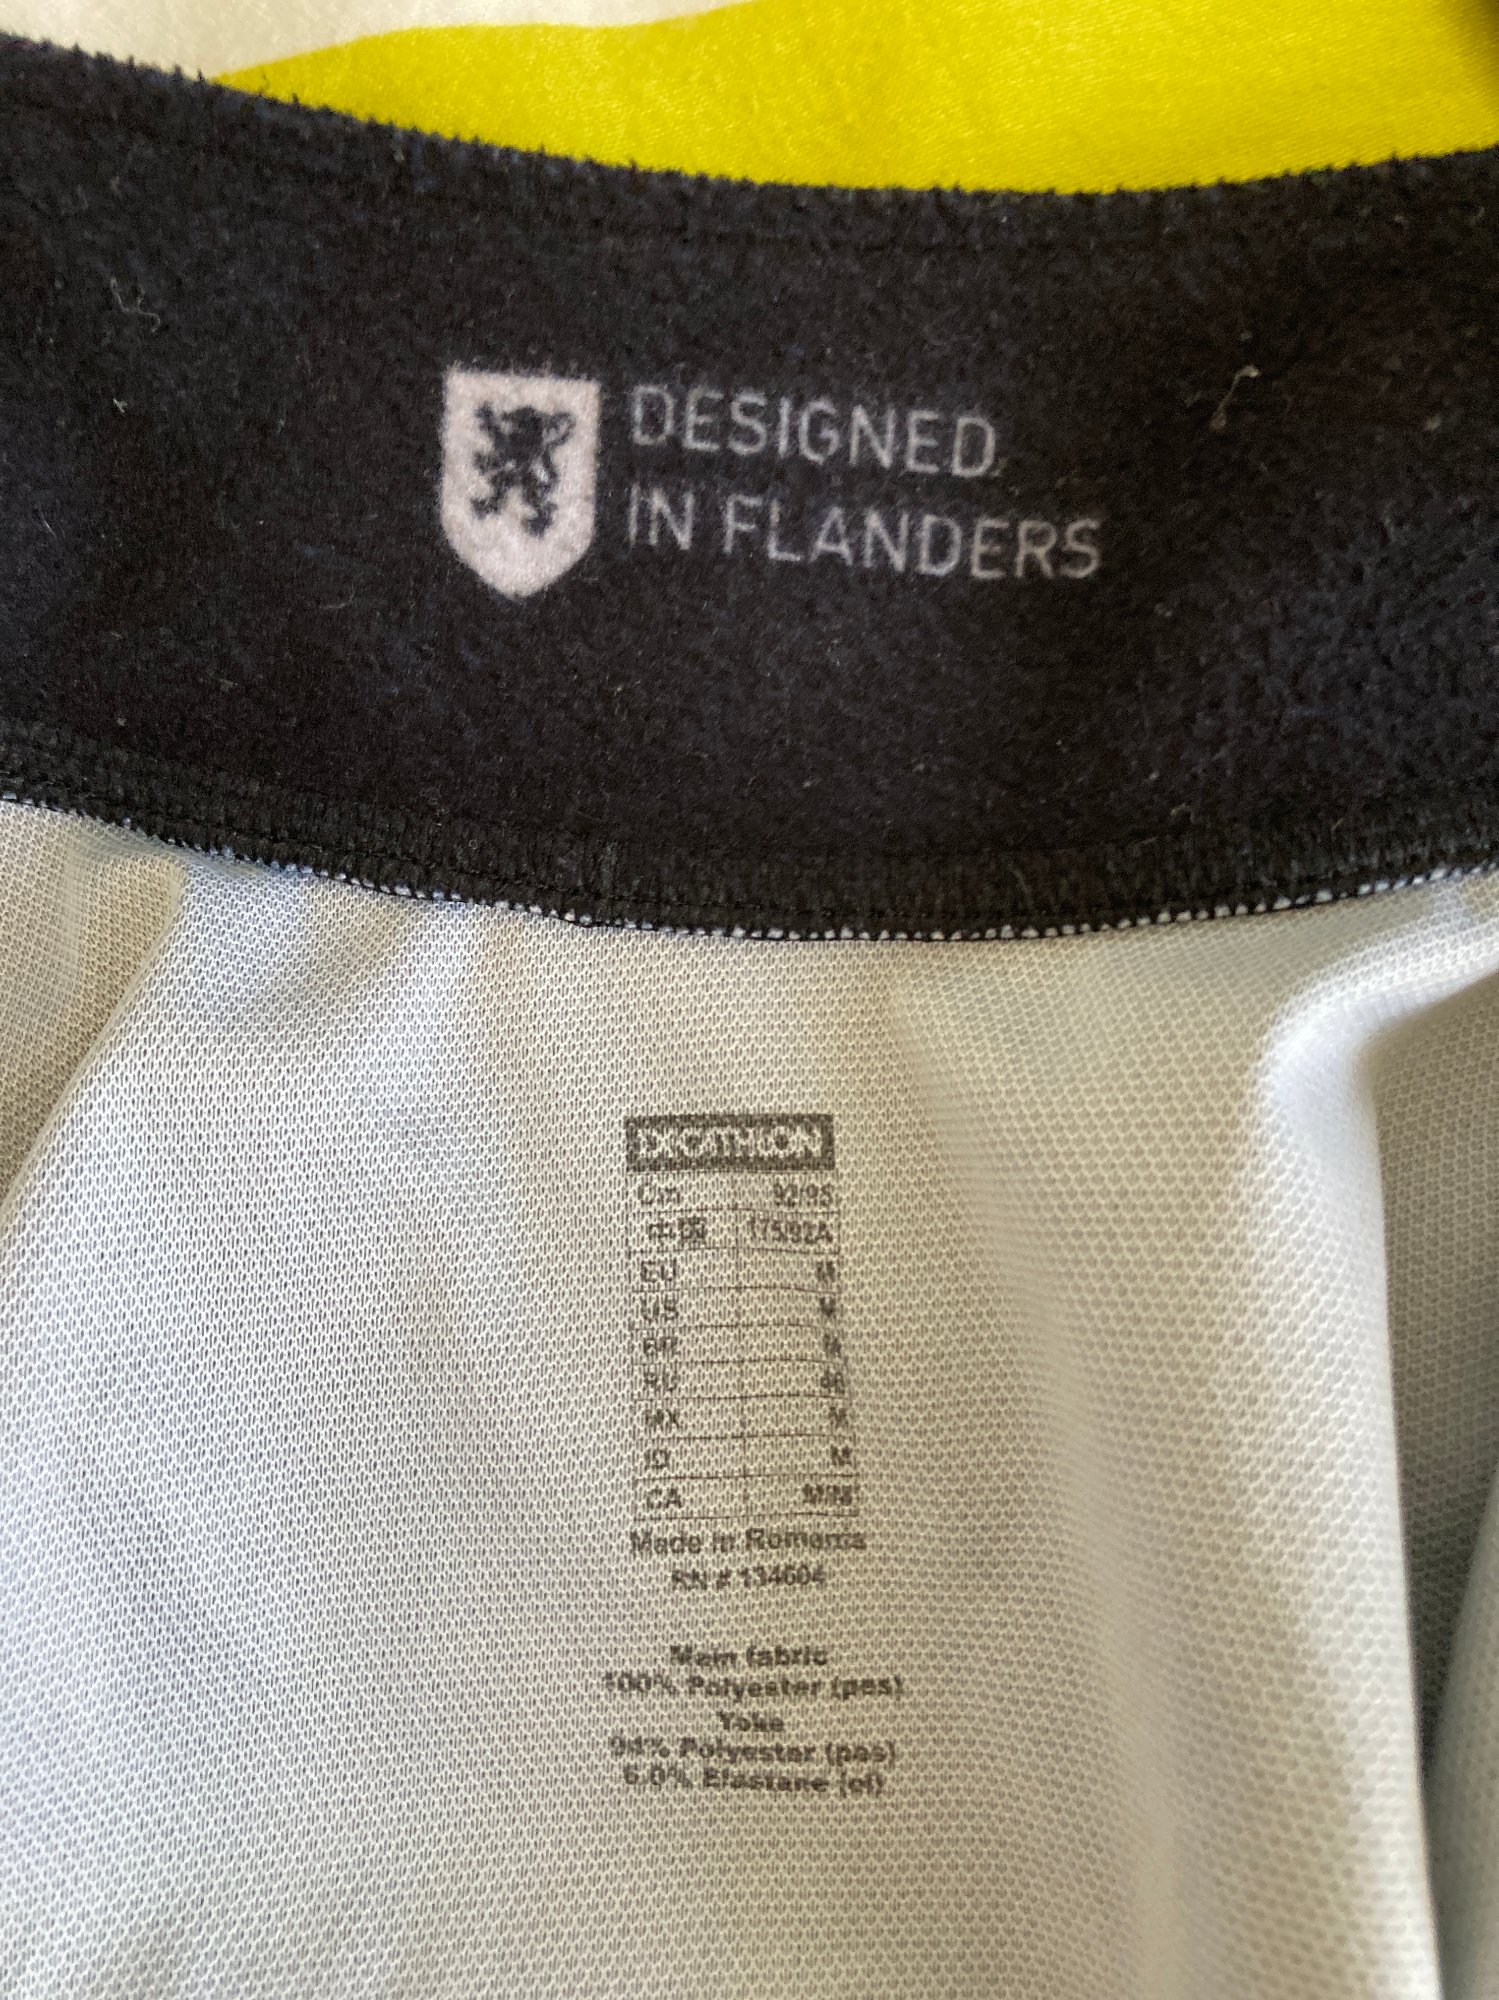 DESIGNED
IN FLANDERS
DECATHLON
Cm 92/95
中国 175/92A
EU M
US M
BR M
RU 46
MX M
ID M
CA
Made in Romania
RN # 134604
Main fabric
100% Polyester (pes)
Yoke
94% Polyester (pes)
6.0% Elastane (el)